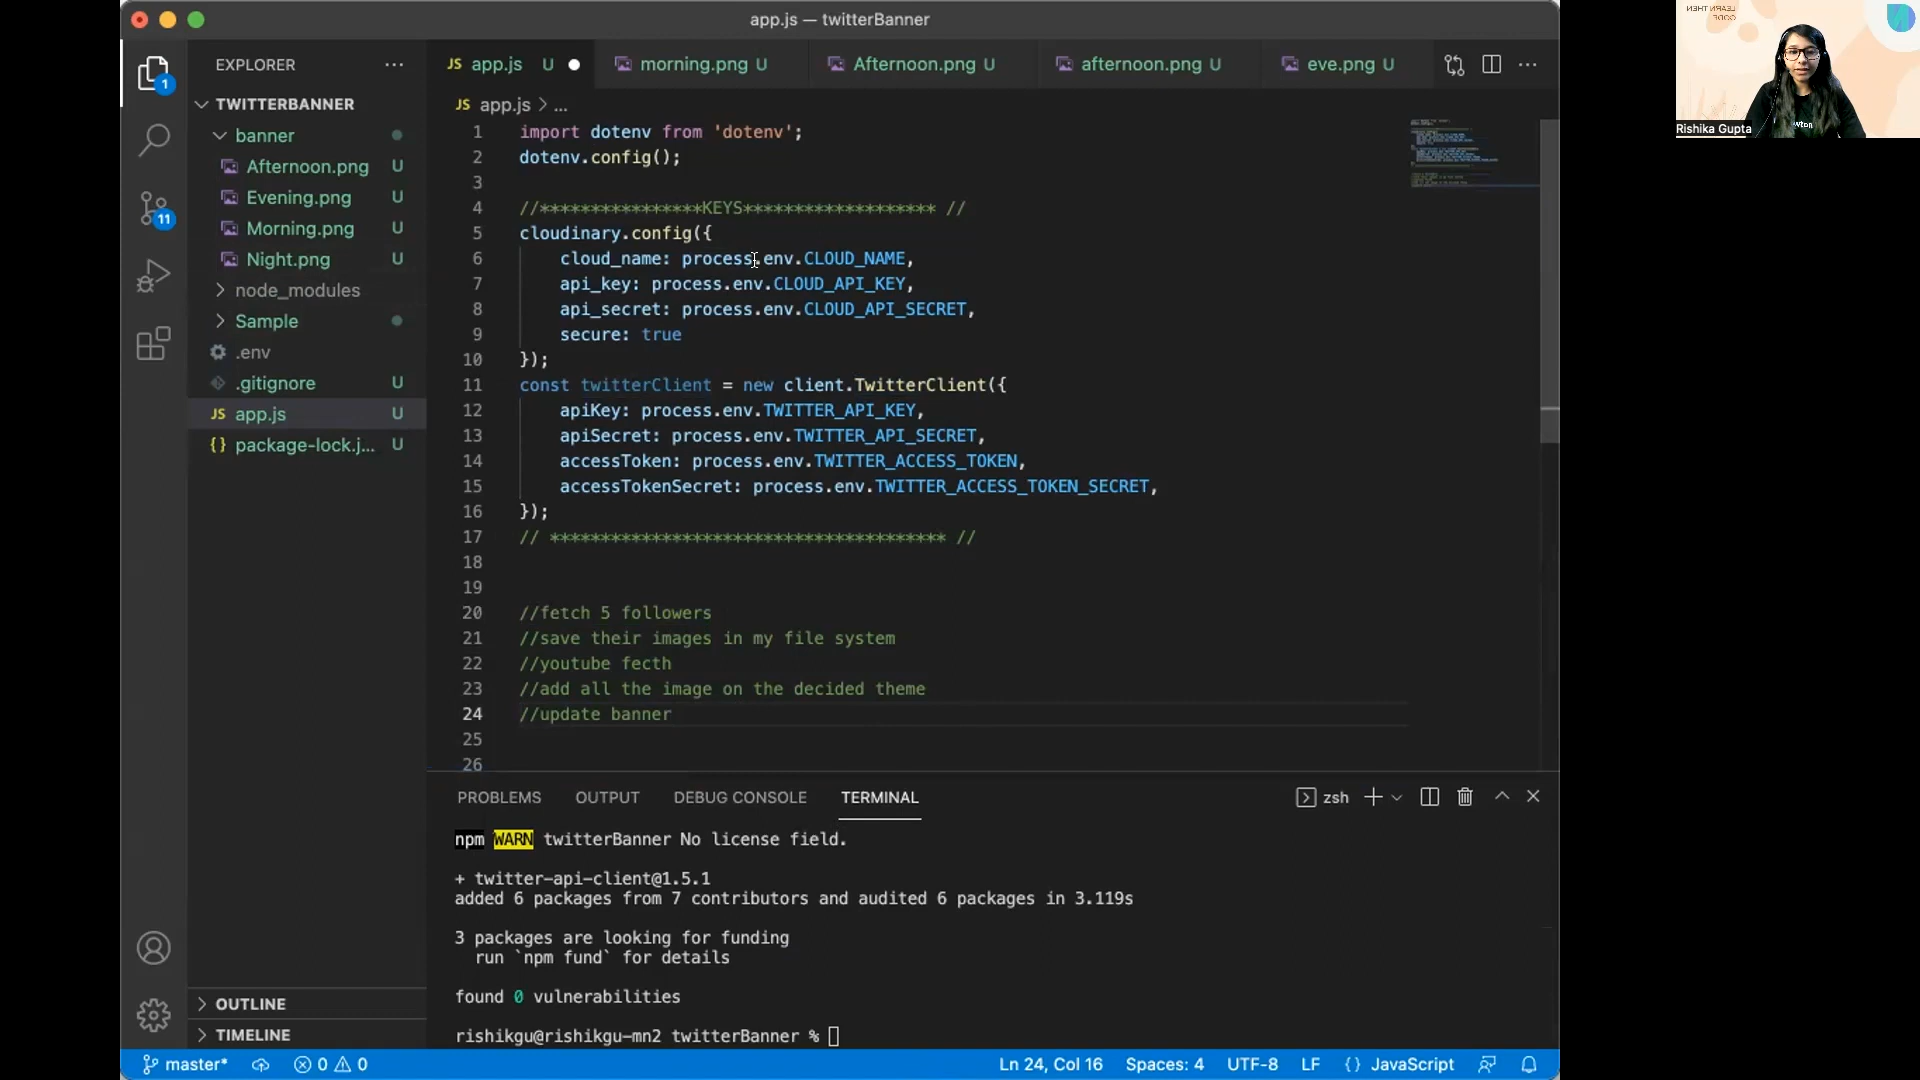 app.js — twitterBanner
EXPLORER
JS app.js U
morning.png U
Afternoon.png U
afternoon.png U
eve.png U
1
TWITTERBANNER
JS app.js > ...
banner
Afternoon.png U
Evening.png U
Morning.png U
Night.png U
node_modules
Sample
.env
.gitignore U
JS app.js U
{} package-lock.j... U
11
1 import dotenv from 'dotenv';
2 dotenv.config();
3
4 //****************KEYS******************* //
5 cloudinary.config({
6 cloud_name: process.env.CLOUD_NAME,
7 api_key: process.env.CLOUD_API_KEY,
8 api_secret: process.env.CLOUD_API_SECRET,
9 secure: true
10 });
11 const twitterClient = new client.TwitterClient({
12 apiKey: process.env.TWITTER_API_KEY,
13 apiSecret: process.env.TWITTER_API_SECRET,
14 accessToken: process.env.TWITTER_ACCESS_TOKEN,
15 accessTokenSecret: process.env.TWITTER_ACCESS_TOKEN_SECRET,
16 });
17 // *************************************** //
18
19
20 //fetch 5 followers
21 //save their images in my file system
22 //youtube fecth
23 //add all the image on the decided theme
24 //update banner
25
26
PROBLEMS OUTPUT DEBUG CONSOLE TERMINAL
zsh
npm WARN twitterBanner No license field.
+ twitter-api-client@1.5.1
added 6 packages from 7 contributors and audited 6 packages in 3.119s
3 packages are looking for funding
run `npm fund` for details
found 0 vulnerabilities
rishikgu@rishikgu-mn2 twitterBanner %
OUTLINE
TIMELINE
master* 0 0
Ln 24, Col 16 Spaces: 4 UTF-8 LF {} JavaScript
LEARN THEN
CODE
Rishika Gupta